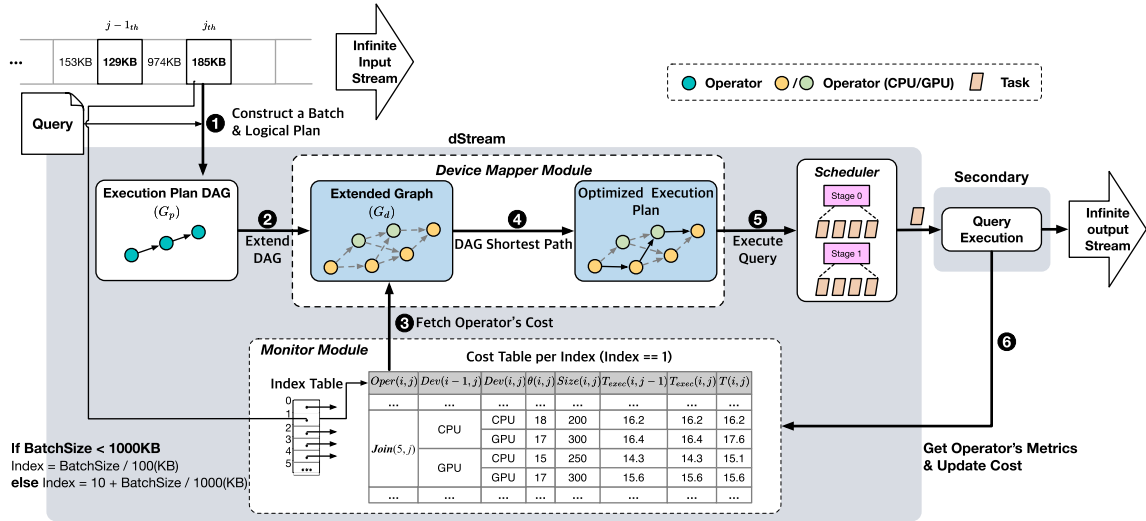 j − 1th
jth
...
153KB
129KB
974KB
185KB
Infinite
Input
Stream
Operator
/
Operator (CPU/GPU)
Task
Query
1
Construct a Batch
& Logical Plan
dStream
Execution Plan DAG
(Gp)
2
Extend
DAG
Device Mapper Module
Extended Graph
(Gd)
4
DAG Shortest Path
Optimized Execution
Plan
5
Execute
Query
Scheduler
Stage 0
Stage 1
Secondary
Query
Execution
Infinite
output
Stream
3
Fetch Operator's Cost
6
Get Operator's Metrics
& Update Cost
Monitor Module
Cost Table per Index (Index == 1)
Index Table
0
1
2
3
4
5
...
Oper(i, j) Dev(i − 1, j) Dev(i, j) θ(i, j) Size(i, j) Texec(i, j − 1) Texec(i, j) T(i, j)
... ... ... ... ... ... ... ...
Join(5, j) CPU CPU 18 200 16.2 16.2 16.2
GPU 17 300 16.4 16.4 17.6
GPU CPU 15 250 14.3 14.3 15.1
GPU 17 300 15.6 15.6 15.6
... ... ... ... ... ... ... ...
If BatchSize < 1000KB
Index = BatchSize / 100(KB)
else Index = 10 + BatchSize / 1000(KB)